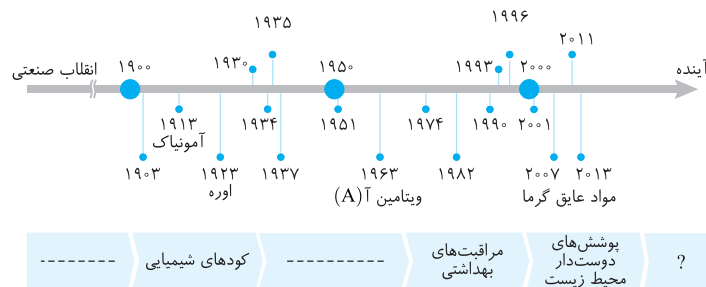 ۱۹۳۵
۱۹۹۶
۲۰۱۱
۱۹۳۰
۱۹۹۳
انقلاب صنعتی
۱۹۰۰
۱۹۵۰
۲۰۰۰
آینده
۱۹۱۳
آمونیاک
۱۹۳۴
۱۹۵۱
۱۹۷۴
۱۹۹۰
۲۰۰۱
۱۹۰۳
۱۹۲۳
اوره
۱۹۳۷
۱۹۶۳
ویتامین آ(A)
۱۹۸۲
۲۰۰۷
۲۰۱۳
مواد عایق گرما
--------
کودهای شیمیایی
----------
مراقبت‌های
بهداشتی
پوشش‌های
دوست‌دار
محیط زیست
?